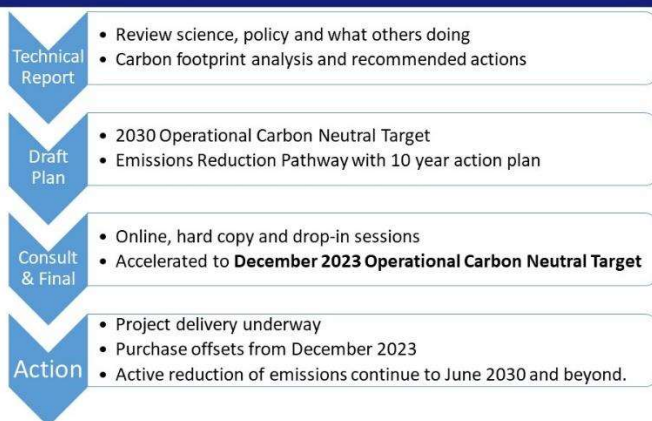 Technical
Report
• Review science, policy and what others doing
• Carbon footprint analysis and recommended actions
Draft
Plan
• 2030 Operational Carbon Neutral Target
• Emissions Reduction Pathway with 10 year action plan
Consult
& Final
• Online, hard copy and drop-in sessions
• Accelerated to December 2023 Operational Carbon Neutral Target
Action
• Project delivery underway
• Purchase offsets from December 2023
• Active reduction of emissions continue to June 2030 and beyond.